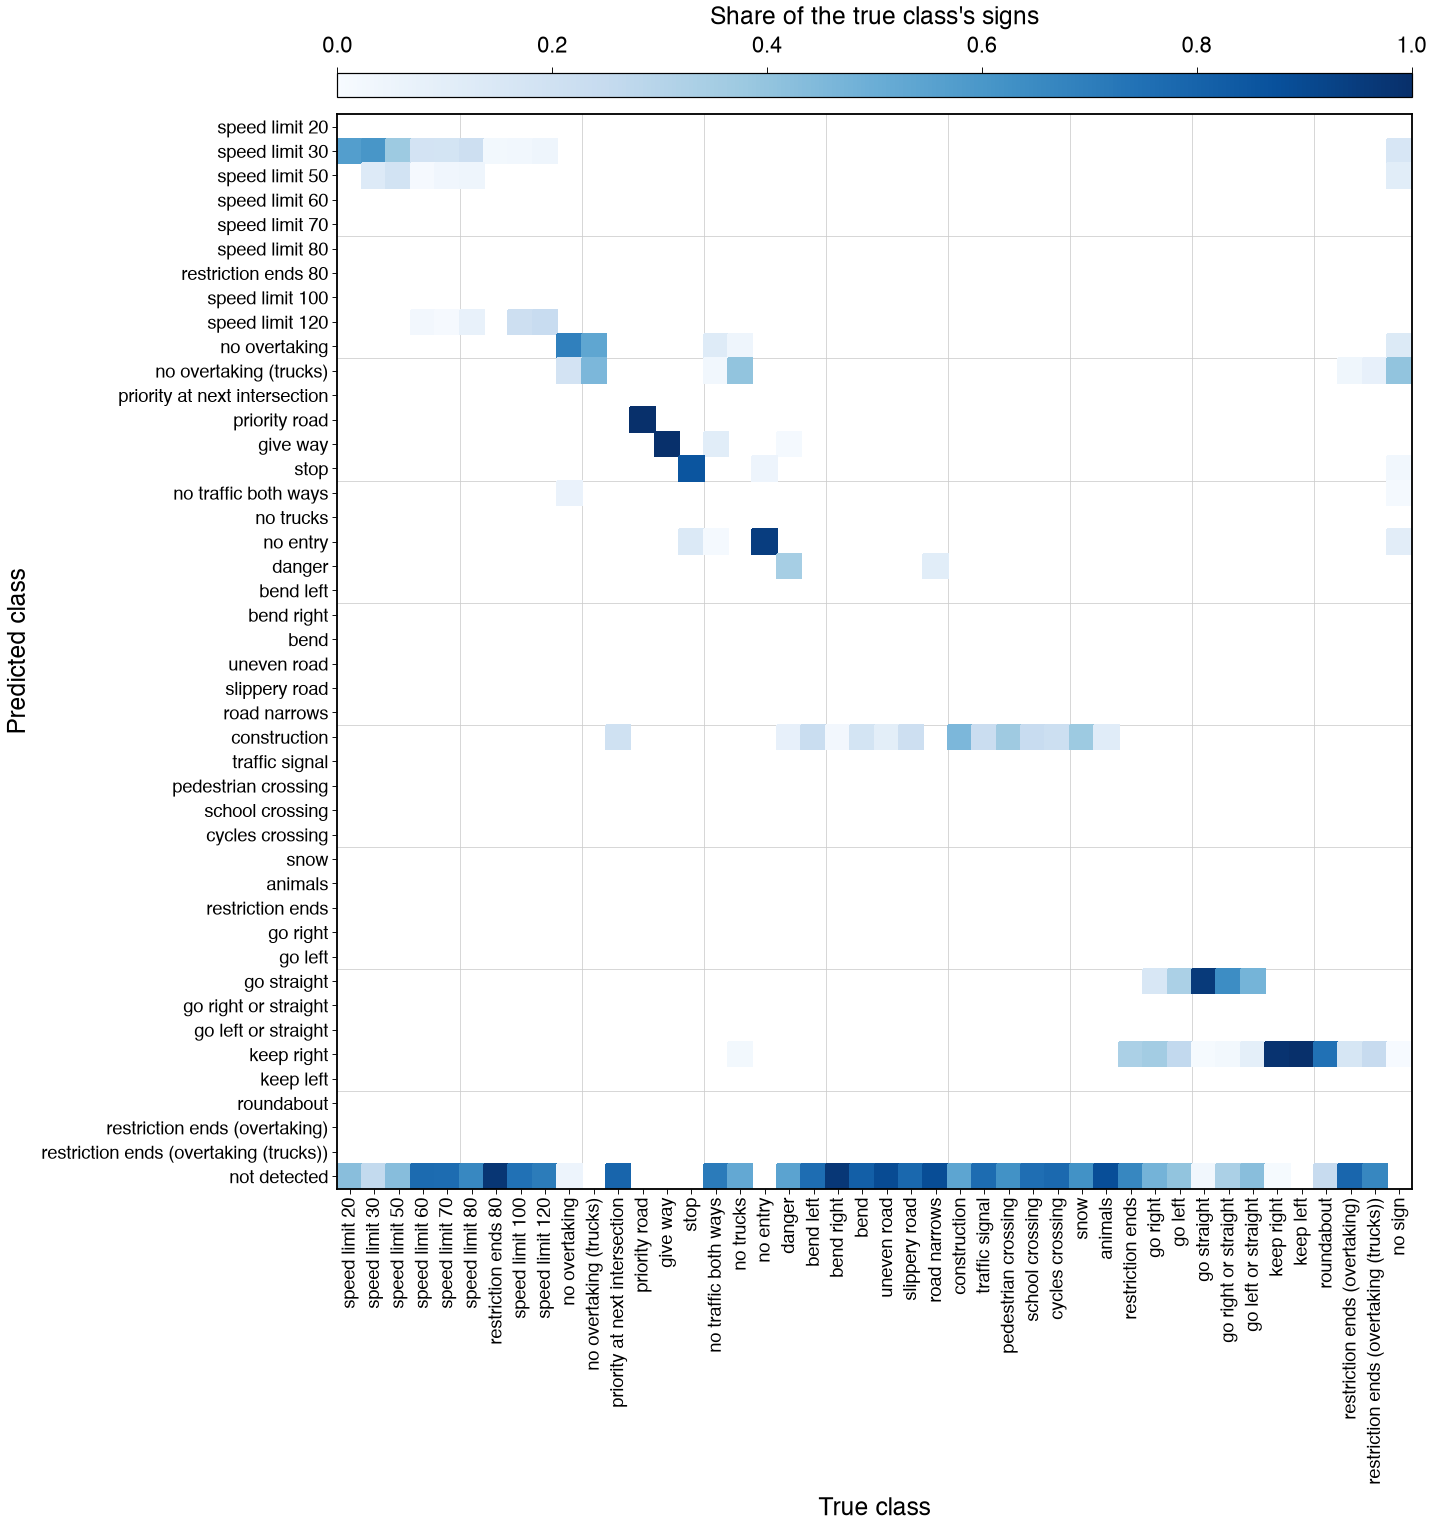 Share of the true class's signs
0.0 0.2 0.4 0.6 0.8 1.0
Predicted class
speed limit 20
speed limit 30
speed limit 50
speed limit 60
speed limit 70
speed limit 80
restriction ends 80
speed limit 100
speed limit 120
no overtaking
no overtaking (trucks)
priority at next intersection
priority road
give way
stop
no traffic both ways
no trucks
no entry
danger
bend left
bend right
bend
uneven road
slippery road
road narrows
construction
traffic signal
pedestrian crossing
school crossing
cycles crossing
snow
animals
restriction ends
go right
go left
go straight
go right or straight
go left or straight
keep right
keep left
roundabout
restriction ends (overtaking)
restriction ends (overtaking (trucks))
not detected
speed limit 20
speed limit 30
speed limit 50
speed limit 60
speed limit 70
speed limit 80
restriction ends 80
speed limit 100
speed limit 120
no overtaking
no overtaking (trucks)
priority at next intersection
priority road
give way
stop
no traffic both ways
no trucks
no entry
danger
bend left
bend right
bend
uneven road
slippery road
road narrows
construction
traffic signal
pedestrian crossing
school crossing
cycles crossing
snow
animals
restriction ends
go right
go left
go straight
go right or straight
go left or straight
keep right
keep left
roundabout
restriction ends (overtaking)
restriction ends (overtaking (trucks))
no sign
True class